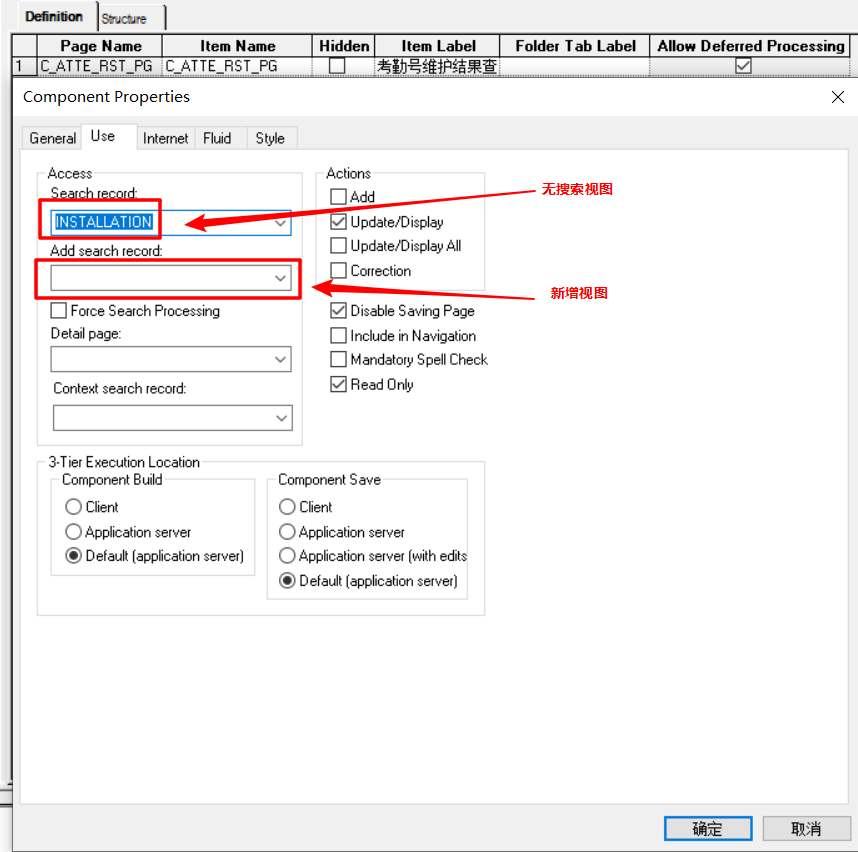 Definition Structure
Page Name Item Name Hidden Item Label Folder Tab Label Allow Deferred Processing
1 C_ATTE_RST_PG C_ATTE_RST_PG 考勤号维护结果查
Component Properties
General Use Internet Fluid Style
Access
Search record:
INSTALLATION
无搜索视图
Add search record:
新增视图
Force Search Processing
Detail page:
Context search record:
Actions
Add
Update/Display
Update/Display All
Correction
Disable Saving Page
Include in Navigation
Mandatory Spell Check
Read Only
3-Tier Execution Location
Component Build
Client
Application server
Default (application server)
Component Save
Client
Application server
Application server (with edits
Default (application server)
确定 取消